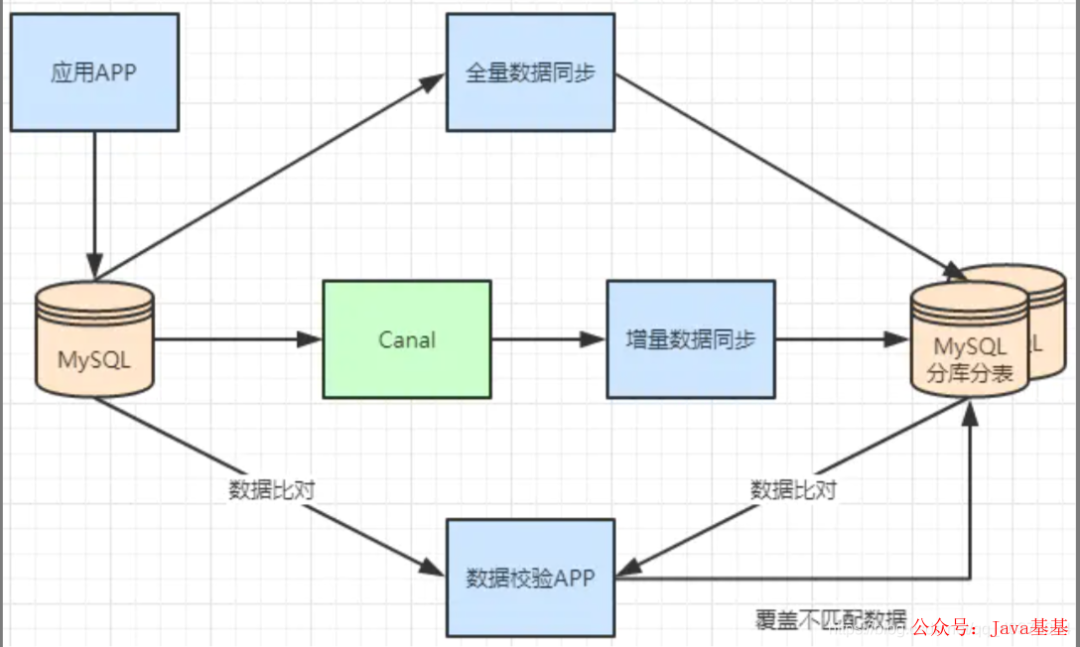 应用APP
全量数据同步
MySQL
Canal
增量数据同步
MySQL
分库分表
数据比对
数据比对
数据校验APP
覆盖不匹配数据
公众号：Java基基